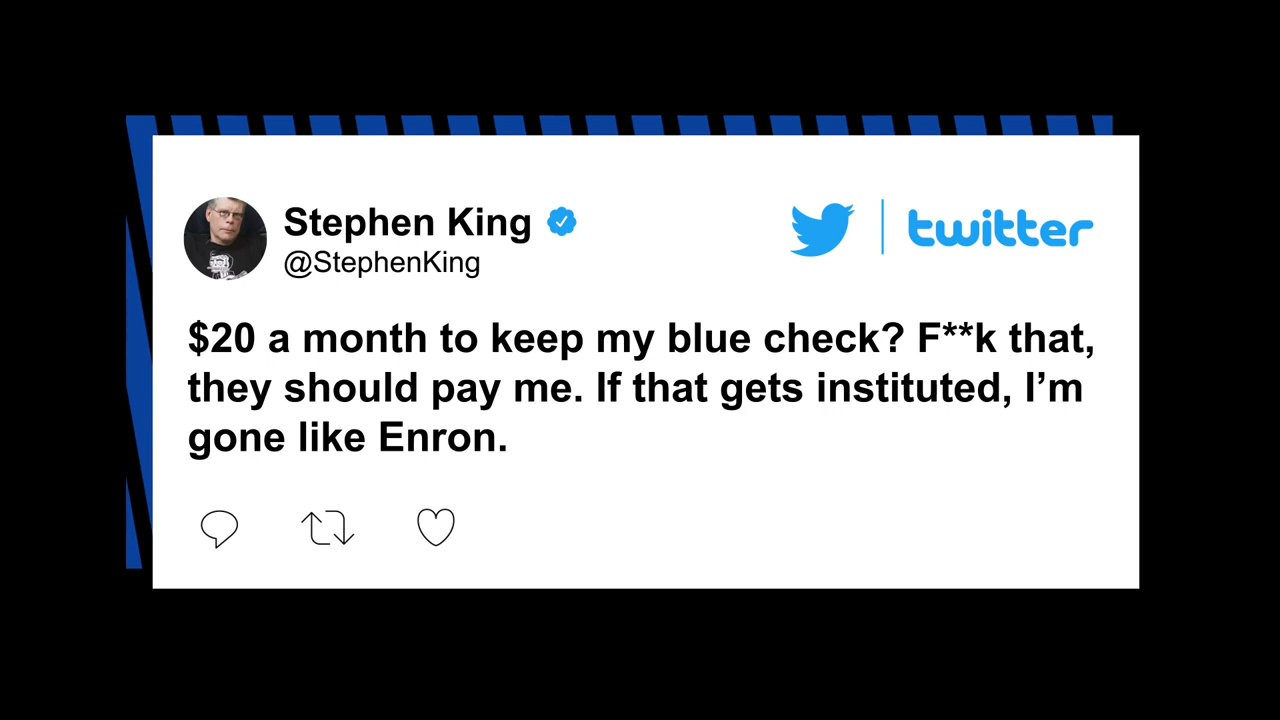 Stephen King
@StephenKing
twitter
$20 a month to keep my blue check? F**k that,
they should pay me. If that gets instituted, I’m
gone like Enron.